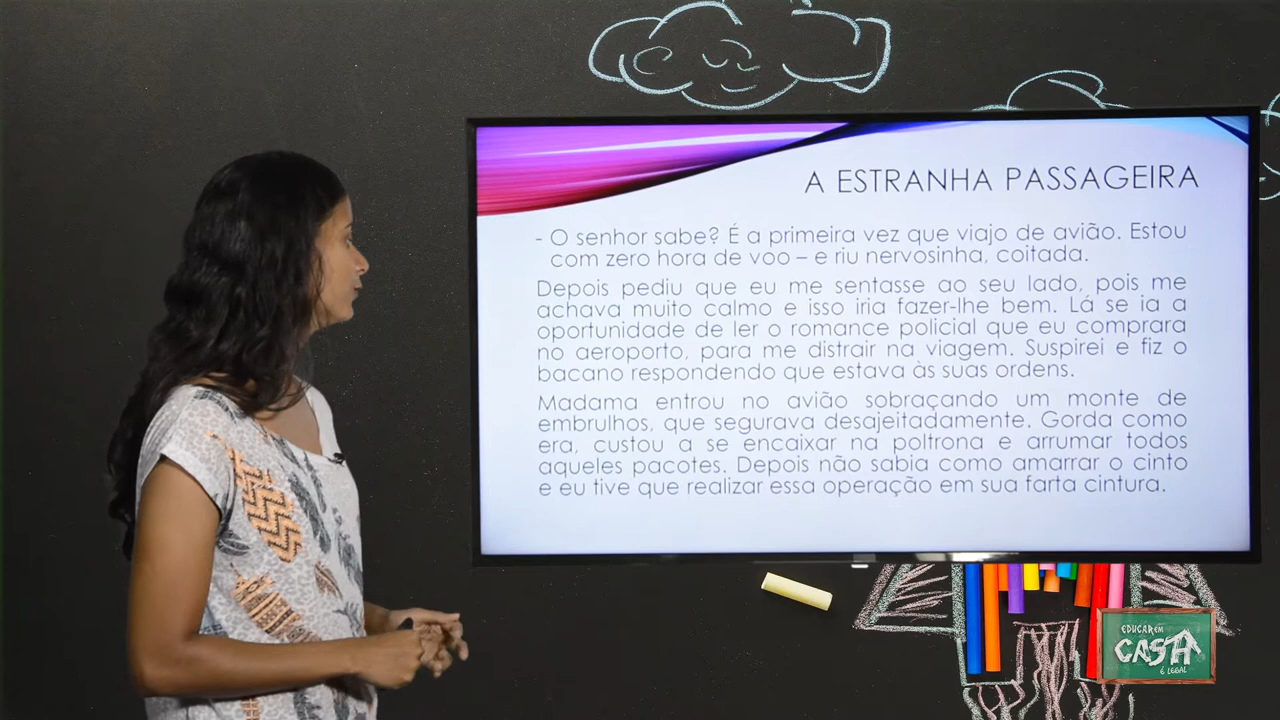 A ESTRANHA PASSAGEIRA
- O senhor sabe? É a primeira vez que viajo de avião. Estou
com zero hora de voo – e riu nervosinha, coitada.
Depois pediu que eu me sentasse ao seu lado, pois me
achava muito calmo e isso iria fazer-lhe bem. Lá se ia a
oportunidade de ler o romance policial que eu comprara
no aeroporto, para me distrair na viagem. Suspirei e fiz o
bacano respondendo que estava às suas ordens.
Madama entrou no avião sobraçando um monte de
embrulhos, que segurava desajeitadamente. Gorda como
era, custou a se encaixar na poltrona e arrumar todos
aqueles pacotes. Depois não sabia como amarrar o cinto
e eu tive que realizar essa operação em sua farta cintura.
EDUCAR EM
CASA
É LEGAL